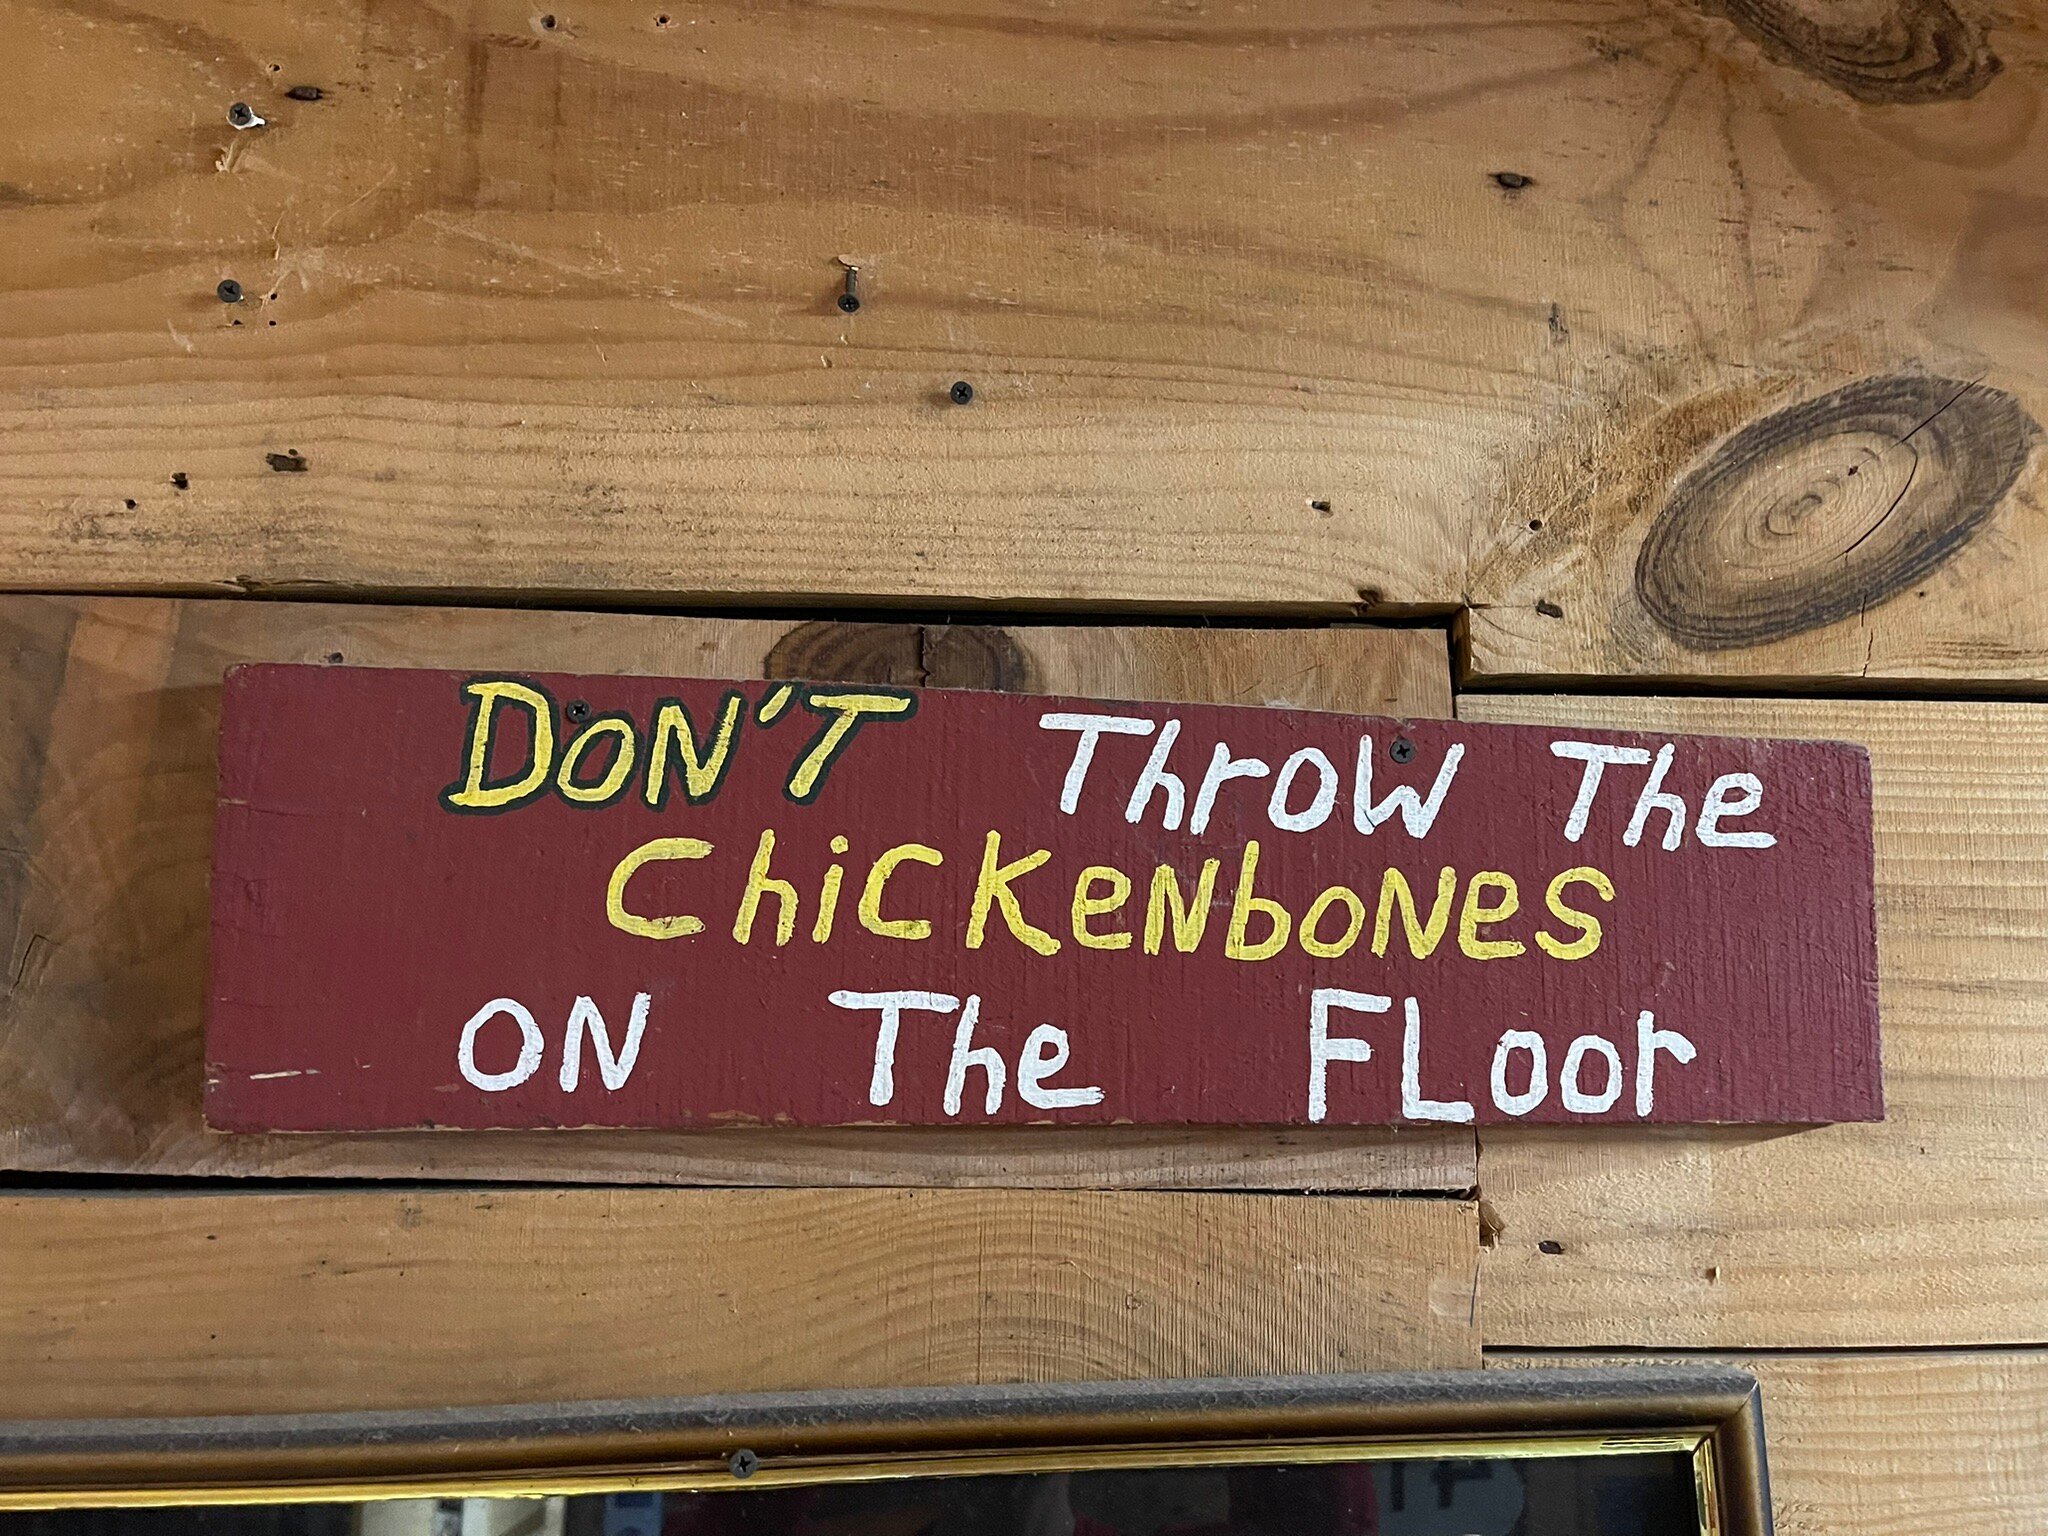 DON'T Throw The
ChickeNboNes
ON The FLoor